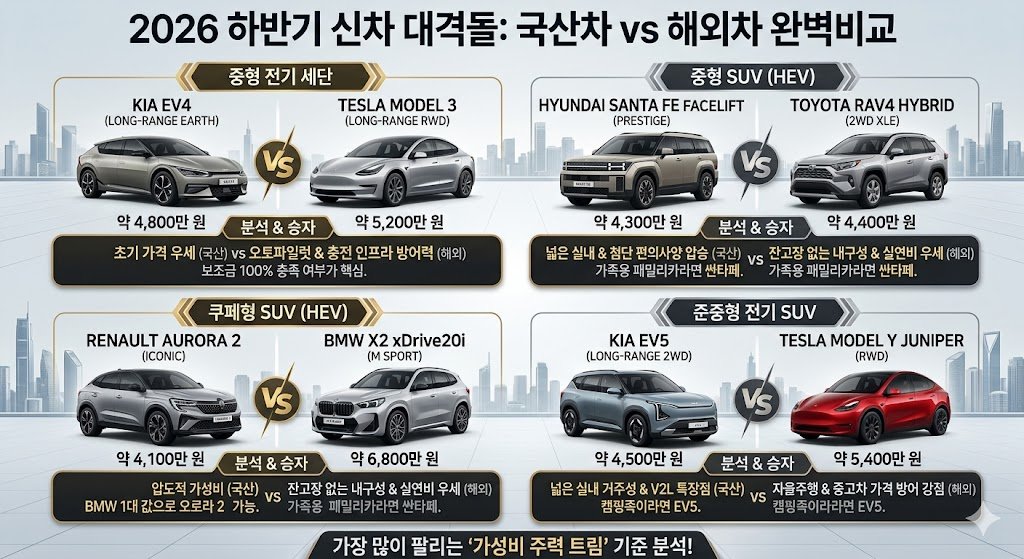 2026 하반기 신차 대격돌: 국산차 vs 해외차 완벽비교
중형 전기 세단
KIA EV4
(LONG-RANGE EARTH)
VS
TESLA MODEL 3
(LONG-RANGE RWD)
약 4,800만 원
약 5,200만 원
분석 & 승자
초기 가격 우세 (국산) vs 오토파일럿 & 충전 인프라 방어력 (해외)
보조금 100% 충족 여부가 핵심.
중형 SUV (HEV)
HYUNDAI SANTA FE FACELIFT
(PRESTIGE)
VS
TOYOTA RAV4 HYBRID
(2WD XLE)
약 4,300만 원
약 4,400만 원
분석 & 승자
넓은 실내 & 첨단 편의사양 압승 (국산)
가족용 패밀리카라면 싼타페.
vs
잔고장 없는 내구성 & 실연비 우세 (해외)
가족용 패밀리카라면 싼타페.
쿠페형 SUV (HEV)
RENAULT AURORA 2
(ICONIC)
VS
BMW X2 xDrive20i
(M SPORT)
약 4,100만 원
약 6,800만 원
분석 & 승자
압도적 가성비 (국산)
BMW 1대 값으로 오로라 2 가능.
vs
잔고장 없는 내구성 & 실연비 우세 (해외)
가족용 패밀리카라면 싼타페.
준중형 전기 SUV
KIA EV5
(LONG-RANGE 2WD)
VS
TESLA MODEL Y JUNIPER
(RWD)
약 4,500만 원
약 5,400만 원
분석 & 승자
넓은 실내 거주성 & V2L 특장점 (국산)
캠핑족이라면 EV5.
vs
자율주행 & 중고차 가격 방어 강점 (해외)
캠핑족이라라면 EV5.
가장 많이 팔리는 '가성비 주력 트림' 기준 분석!